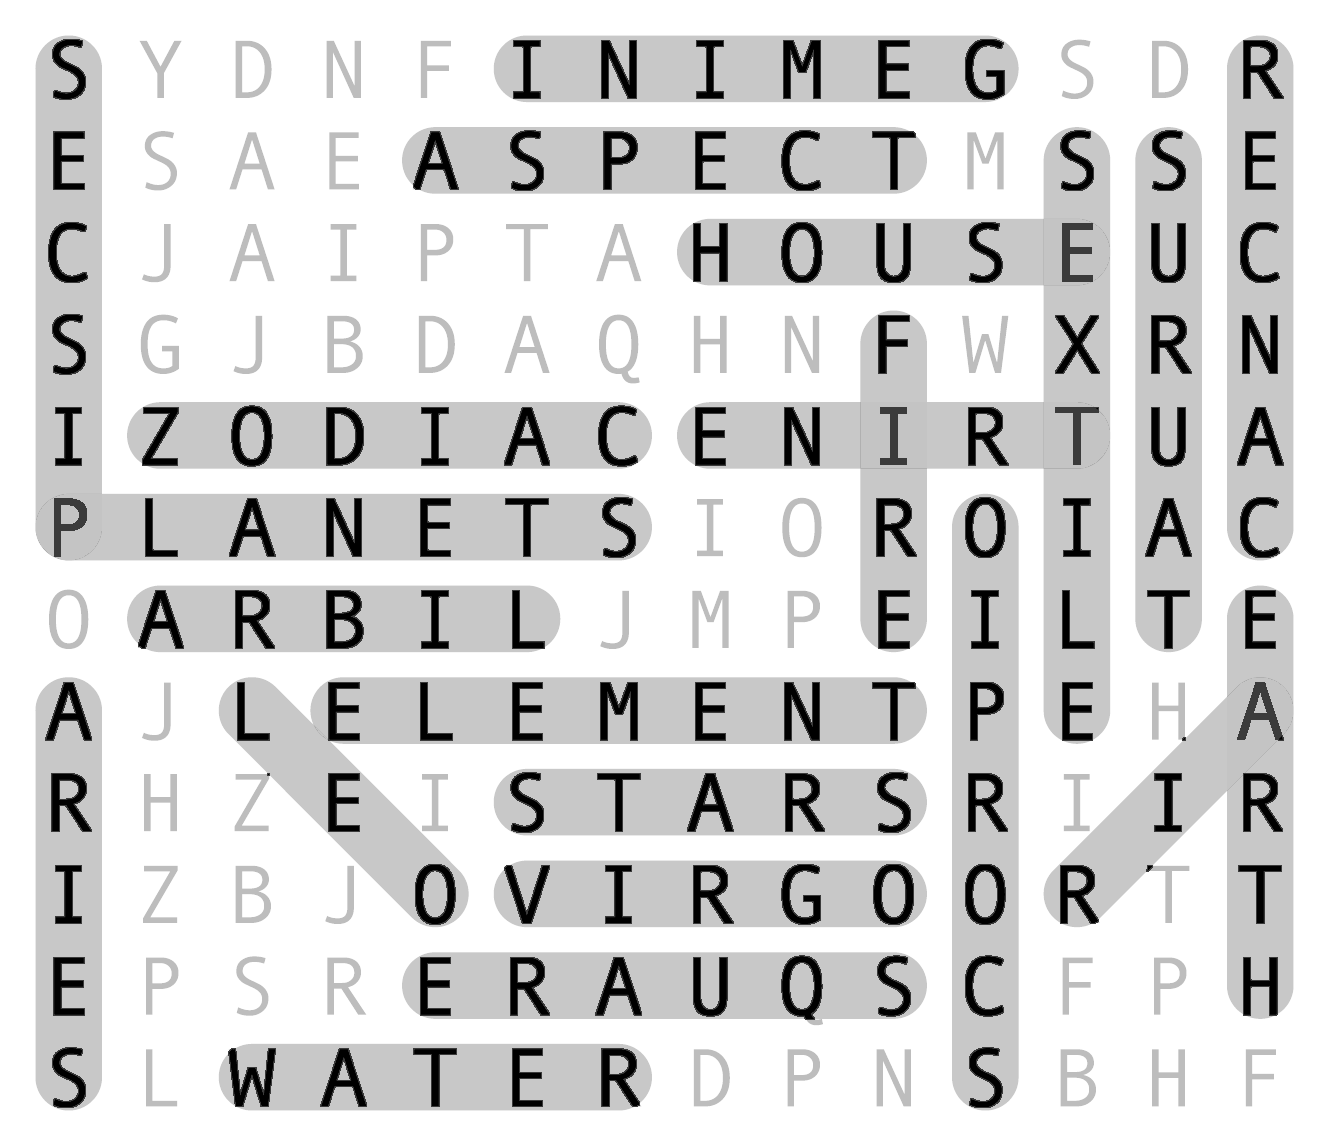 S Y D N F I N I M E G S D R
E S A E A S P E C T M S S E
C J A I P T A H O U S E U C
S G J B D A Q H N F W X R N
I Z O D I A C E N I R T U A
P L A N E T S I O R O I A C
O A R B I L J M P E I L T E
A J L E L E M E N T P E H A
R H Z E I S T A R S R I I R
I Z B J O V I R G O O R T T
E P S R E R A U Q S C F P H
S L W A T E R D P N S B H F